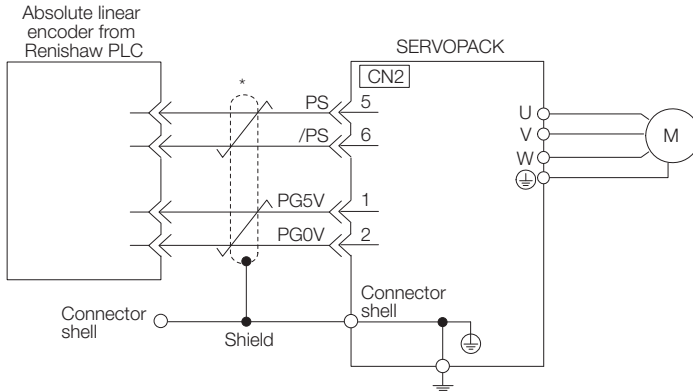 Absolute linear
encoder from
Renishaw PLC
SERVOPACK
*
CN2
PS 5
/PS 6
PG5V 1
PG0V 2
U
V
W
M
Connector
shell
Shield
Connector
shell